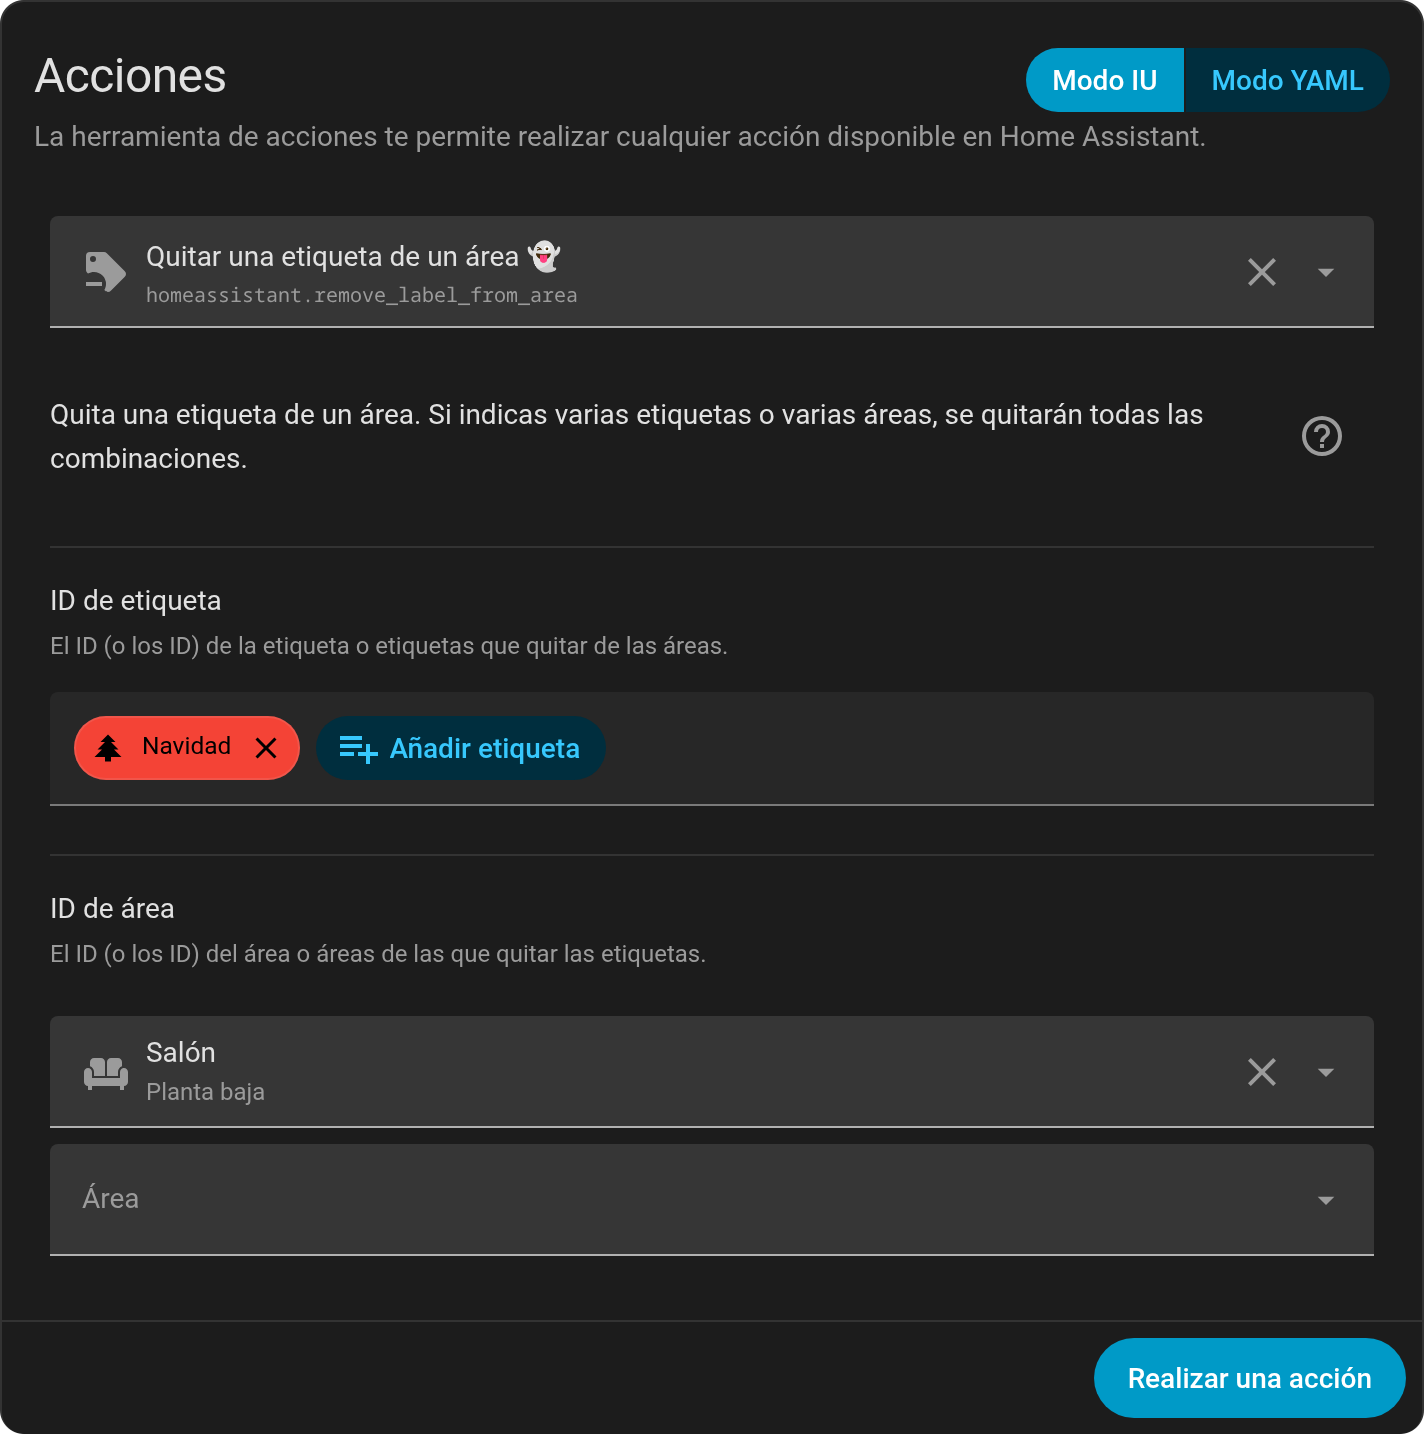 Acciones
Modo IU
Modo YAML
La herramienta de acciones te permite realizar cualquier acción disponible en Home Assistant.
Quitar una etiqueta de un área 👻
homeassistant.remove_label_from_area
Quita una etiqueta de un área. Si indicas varias etiquetas o varias áreas, se quitarán todas las
combinaciones.
ID de etiqueta
El ID (o los ID) de la etiqueta o etiquetas que quitar de las áreas.
Navidad
Añadir etiqueta
ID de área
El ID (o los ID) del área o áreas de las que quitar las etiquetas.
Salón
Planta baja
Área
Realizar una acción